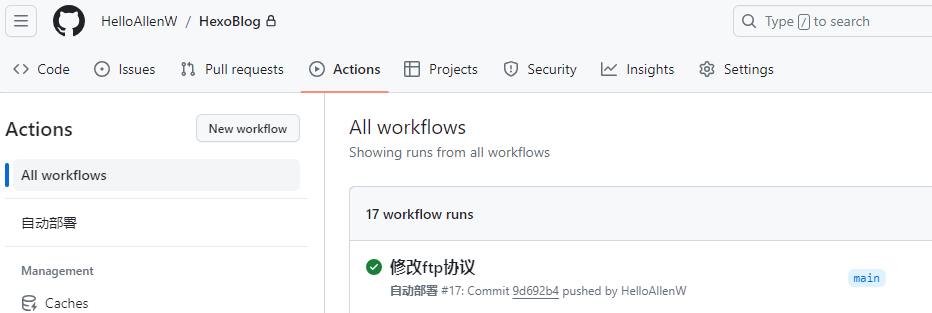 HelloAllenW / HexoBlog
Type / to search
Code Issues Pull requests Actions Projects Security Insights Settings
Actions
New workflow
All workflows
自动部署
Management
Caches
All workflows
Showing runs from all workflows
17 workflow runs
修改ftp协议
main
自动部署 #17: Commit 9d692b4 pushed by HelloAllenW